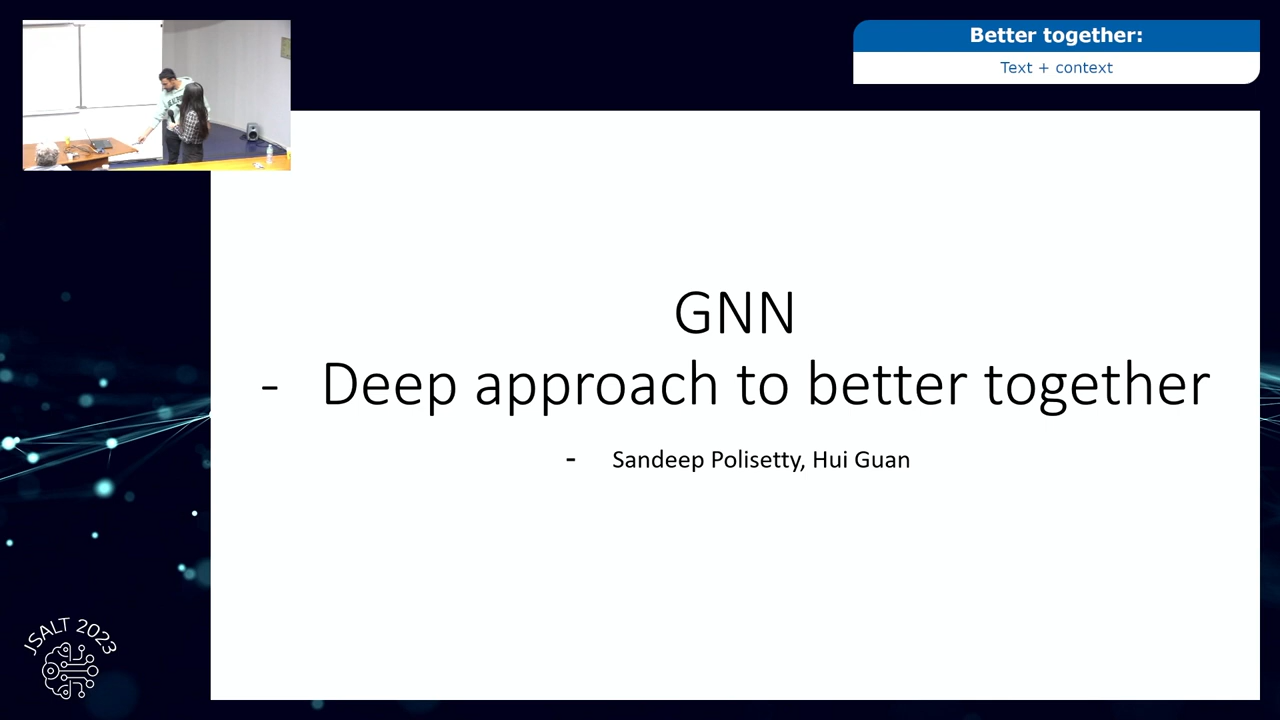 Better together:
Text + context
GNN
- Deep approach to better together
- Sandeep Polisetty, Hui Guan
JSALT 2023